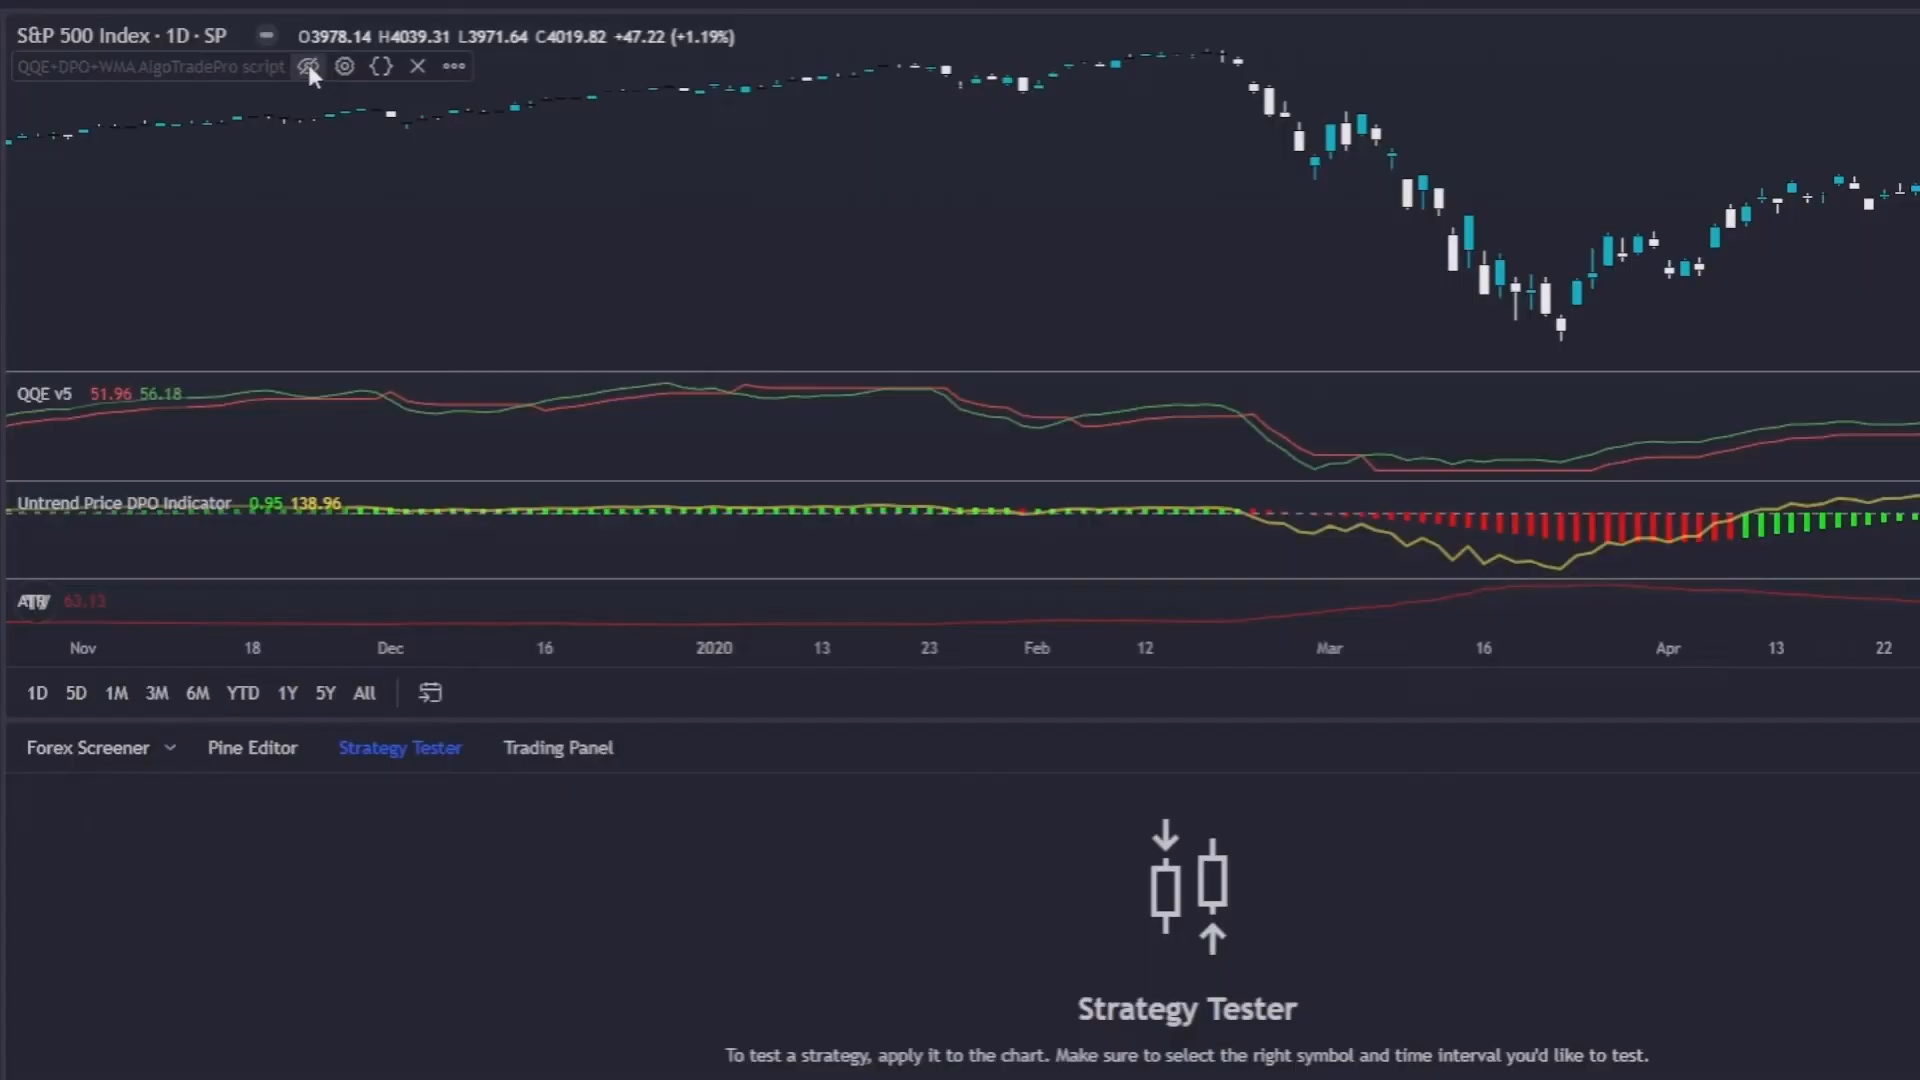 S&P 500 Index · 1D · SP O3978.14 H4039.31 L3971.64 C4019.82 +47.22 (+1.19%)
QQE+DPO+WMA AlgoTradePro script
QQE v5 51.96 56.18
Untrend Price DPO Indicator 0.95 138.96
ATR 63.13
Nov 18 Dec 16 2020 13 23 Feb 12 Mar 16 Apr 13 22
1D 5D 1M 3M 6M YTD 1Y 5Y All
Forex Screener Pine Editor Strategy Tester Trading Panel
Strategy Tester
To test a strategy, apply it to the chart. Make sure to select the right symbol and time interval you'd like to test.